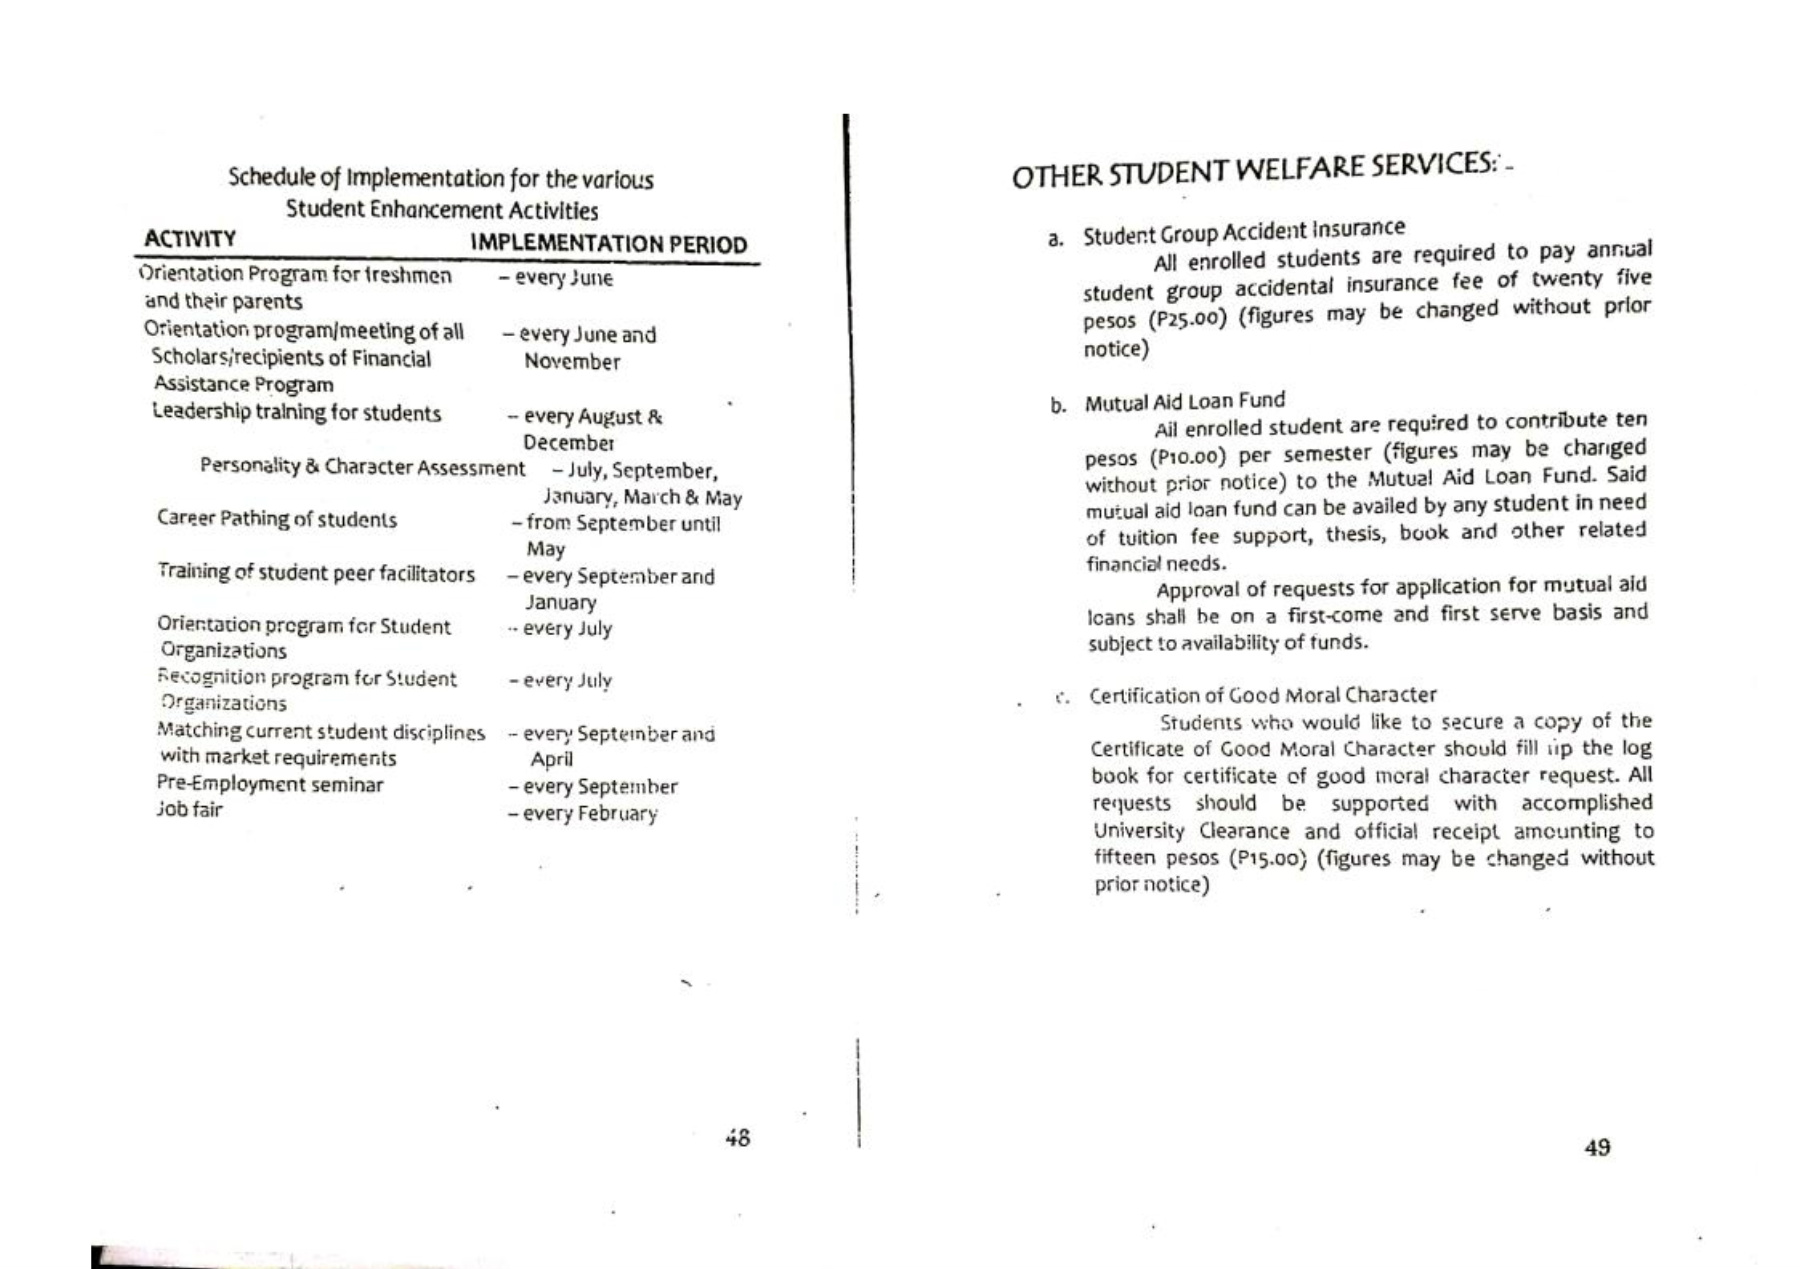 Schedule of Implementation for the various
Student Enhancement Activities
ACTIVITY IMPLEMENTATION PERIOD
Orientation Program for freshmen – every June
and their parents
Orientation program/meeting of all – every June and
Scholars/recipients of Financial November
Assistance Program
Leadership training for students – every August &
December
Personality & Character Assessment – July, September,
January, March & May
Career Pathing of students – from September until
May
Training of student peer facilitators – every September and
January
Orientation program for Student – every July
Organizations
Recognition program for Student – every July
Organizations
Matching current student disciplines – every September and
with market requirements April
Pre-Employment seminar – every September
Job fair – every February
48
OTHER STUDENT WELFARE SERVICES: -
a. Student Group Accident Insurance
All enrolled students are required to pay annual
student group accidental insurance fee of twenty five
pesos (P25.00) (figures may be changed without prior
notice)
b. Mutual Aid Loan Fund
All enrolled student are required to contribute ten
pesos (P10.00) per semester (figures may be changed
without prior notice) to the Mutual Aid Loan Fund. Said
mutual aid loan fund can be availed by any student in need
of tuition fee support, thesis, book and other related
financial needs.
Approval of requests for application for mutual aid
loans shall be on a first-come and first serve basis and
subject to availability of funds.
c. Certification of Good Moral Character
Students who would like to secure a copy of the
Certificate of Good Moral Character should fill up the log
book for certificate of good moral character request. All
requests should be supported with accomplished
University Clearance and official receipt amounting to
fifteen pesos (P15.00) (figures may be changed without
prior notice)
49